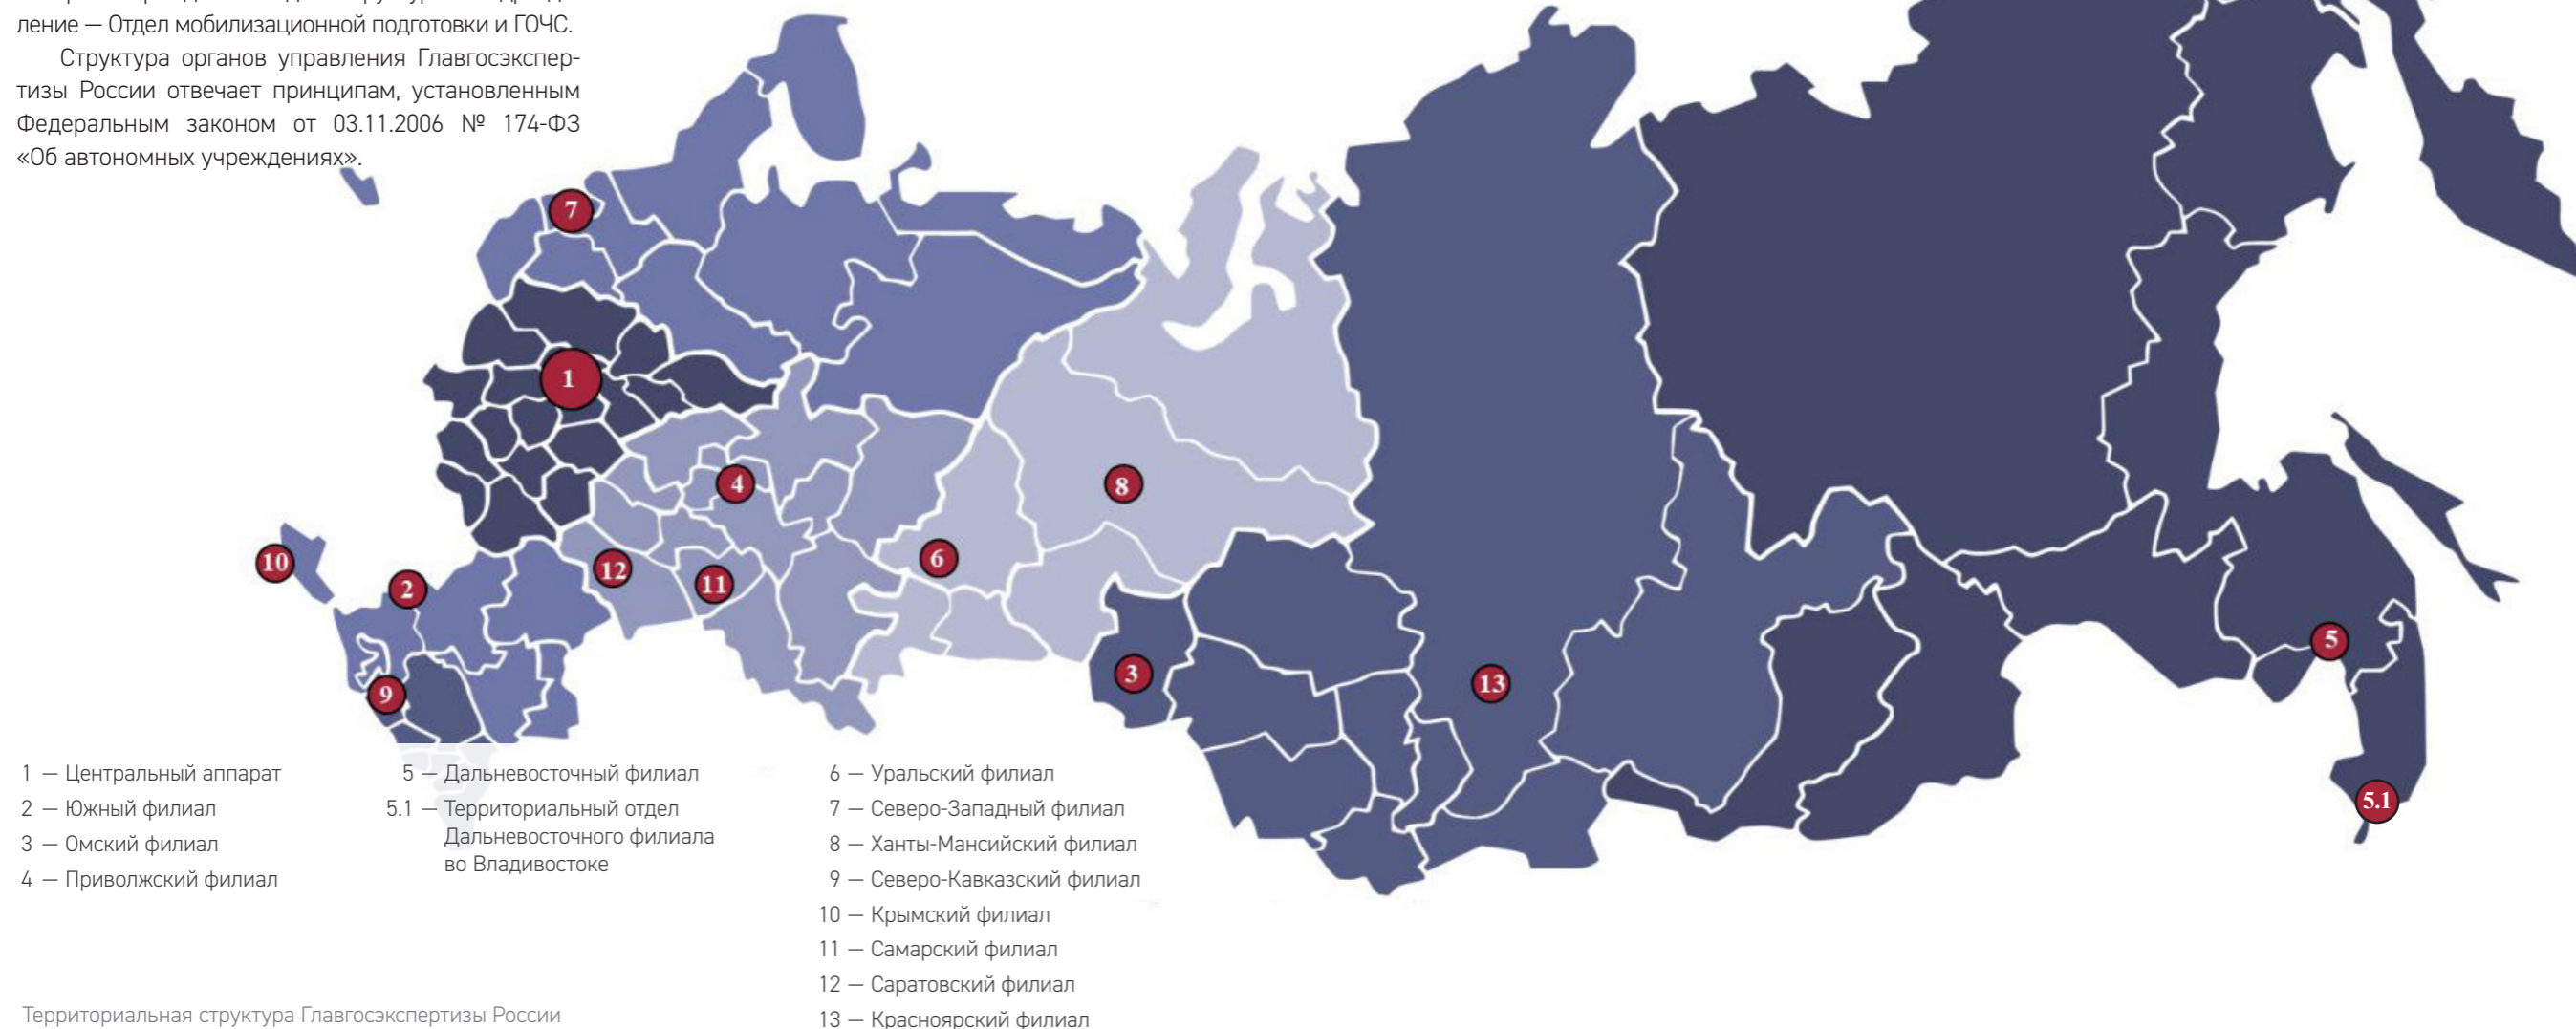 ление — Отдел мобилизационной подготовки и ГОЧС.
Структура органов управления Главгосэкспер-
тизы России отвечает принципам, установленным
Федеральным законом от 03.11.2006 № 174-ФЗ
«Об автономных учреждениях».
7
1
4
8
10
2
12
11
6
9
3
13
5
5.1
1 — Центральный аппарат
2 — Южный филиал
3 — Омский филиал
4 — Приволжский филиал
5 — Дальневосточный филиал
5.1 — Территориальный отдел
Дальневосточного филиала
во Владивостоке
6 — Уральский филиал
7 — Северо-Западный филиал
8 — Ханты-Мансийский филиал
9 — Северо-Кавказский филиал
10 — Крымский филиал
11 — Самарский филиал
12 — Саратовский филиал
13 — Красноярский филиал
Территориальная структура Главгосэкспертизы России